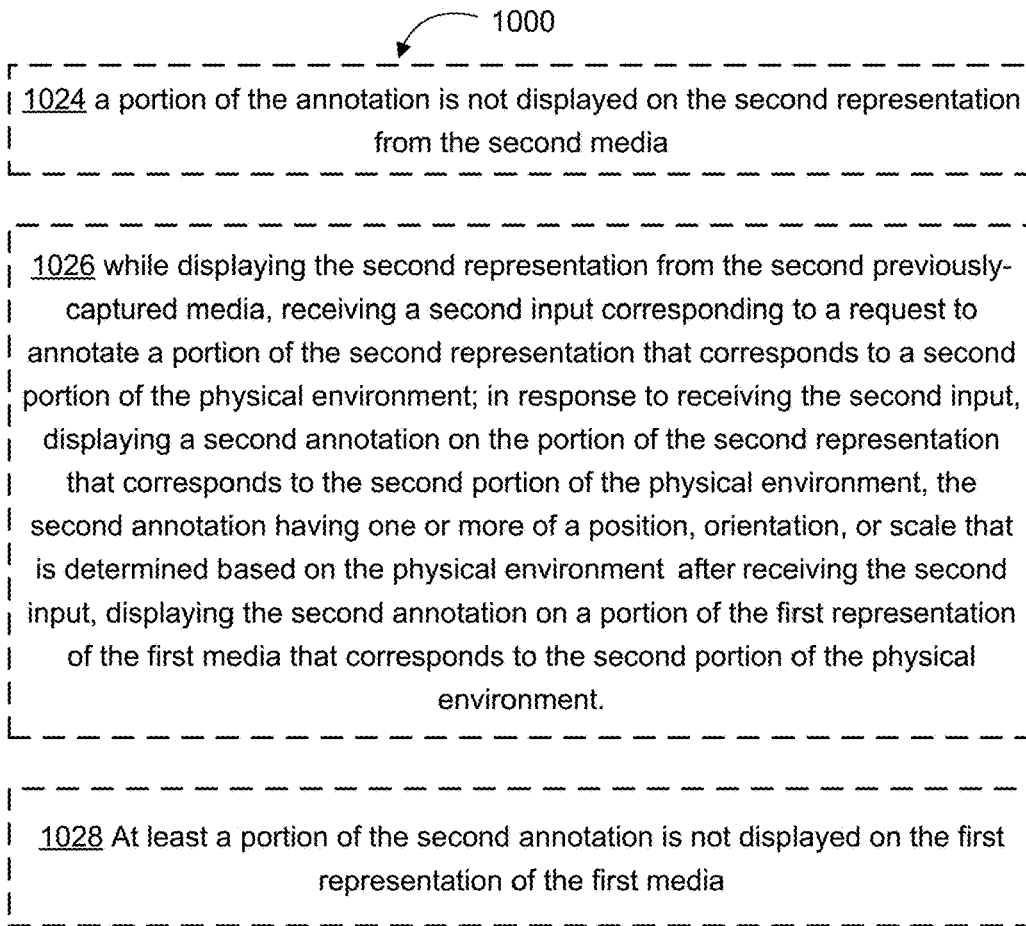 1000
1024 a portion of the annotation is not displayed on the second representation
from the second media
1026 while displaying the second representation from the second previously-
captured media, receiving a second input corresponding to a request to
annotate a portion of the second representation that corresponds to a second
portion of the physical environment; in response to receiving the second input,
displaying a second annotation on the portion of the second representation
that corresponds to the second portion of the physical environment, the
second annotation having one or more of a position, orientation, or scale that
is determined based on the physical environment after receiving the second
input, displaying the second annotation on a portion of the first representation
of the first media that corresponds to the second portion of the physical
environment.
1028 At least a portion of the second annotation is not displayed on the first
representation of the first media